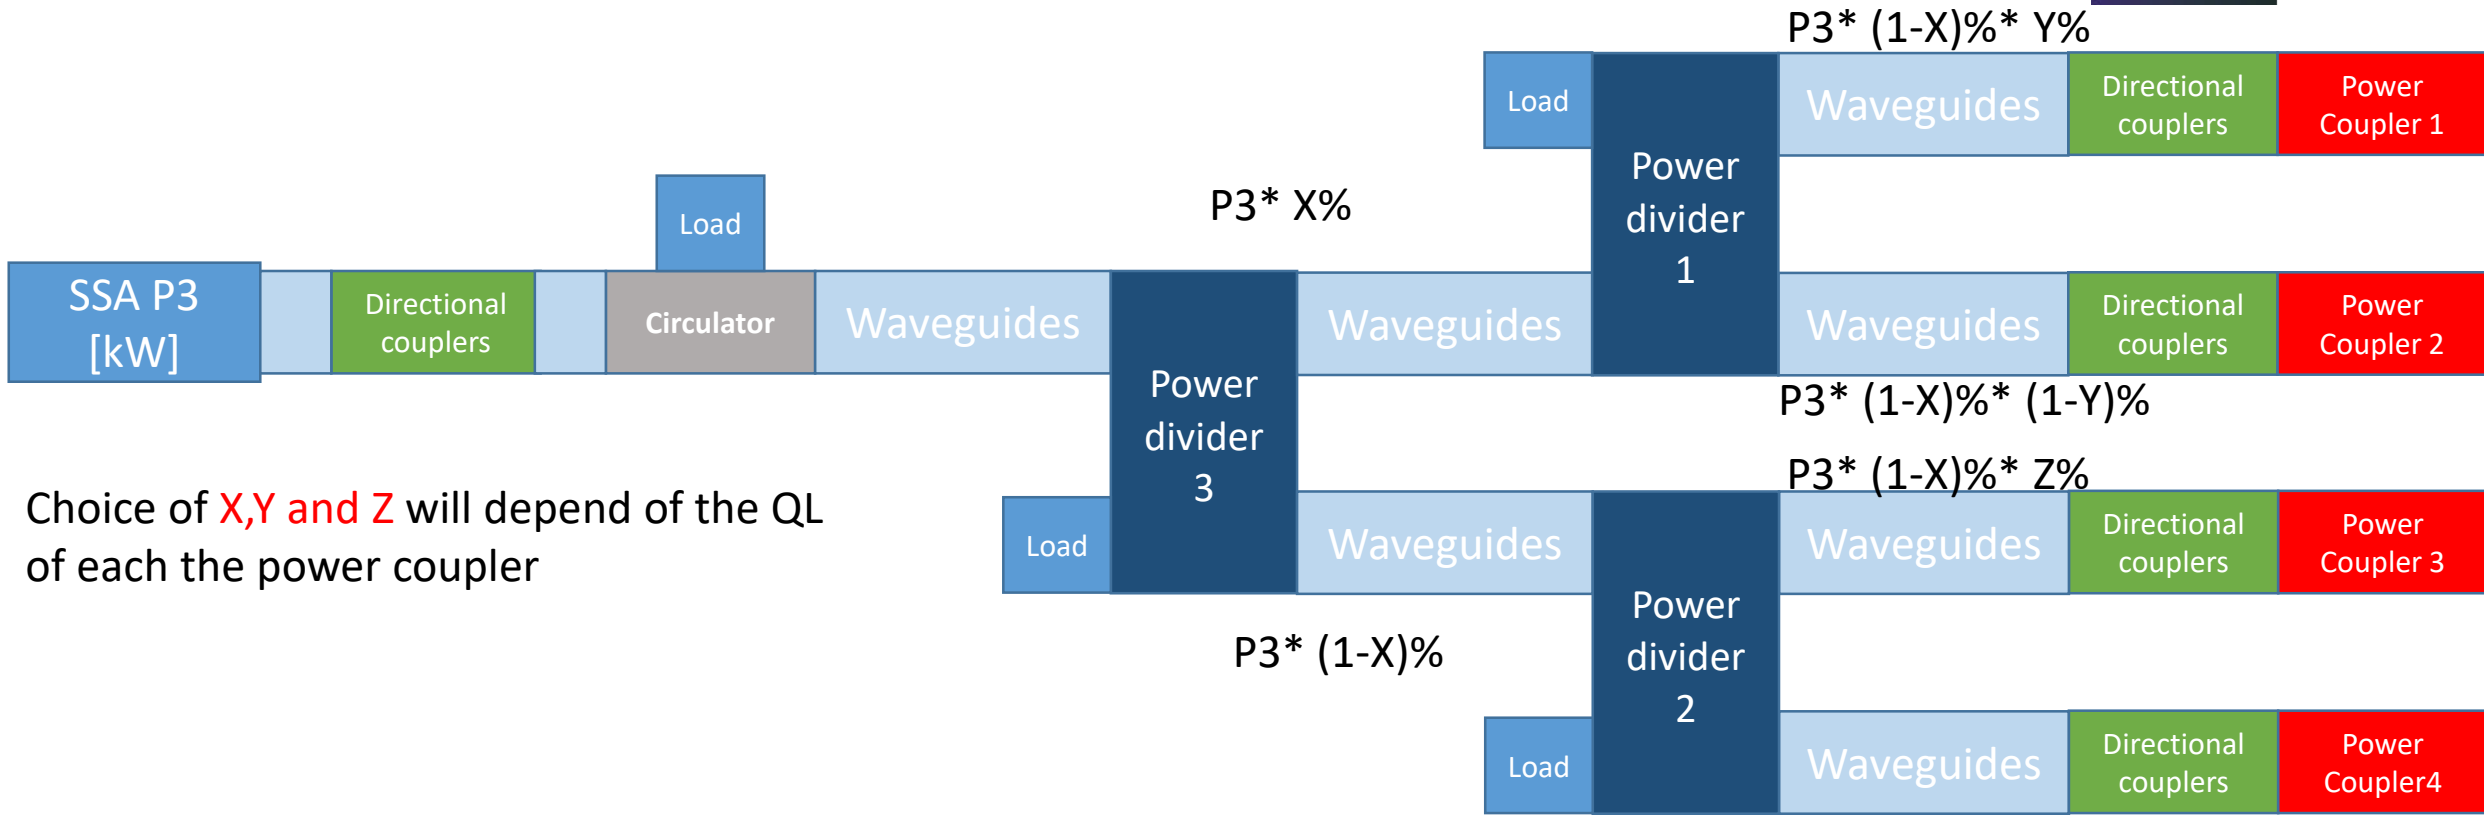 P3* (1-X)%* Y%
Load
Waveguides
Directional
couplers
Power
Coupler 1
Power
divider
1
P3* X%
Load
SSA P3
[kW]
Directional
couplers
Circulator
Waveguides
Waveguides
Waveguides
Directional
couplers
Power
Coupler 2
P3* (1-X)%* (1-Y)%
Power
divider
3
P3* (1-X)%* Z%
Choice of X,Y and Z will depend of the QL
of each the power coupler
Load
Waveguides
Waveguides
Directional
couplers
Power
Coupler 3
Power
divider
2
P3* (1-X)%
Load
Waveguides
Directional
couplers
Power
Coupler4